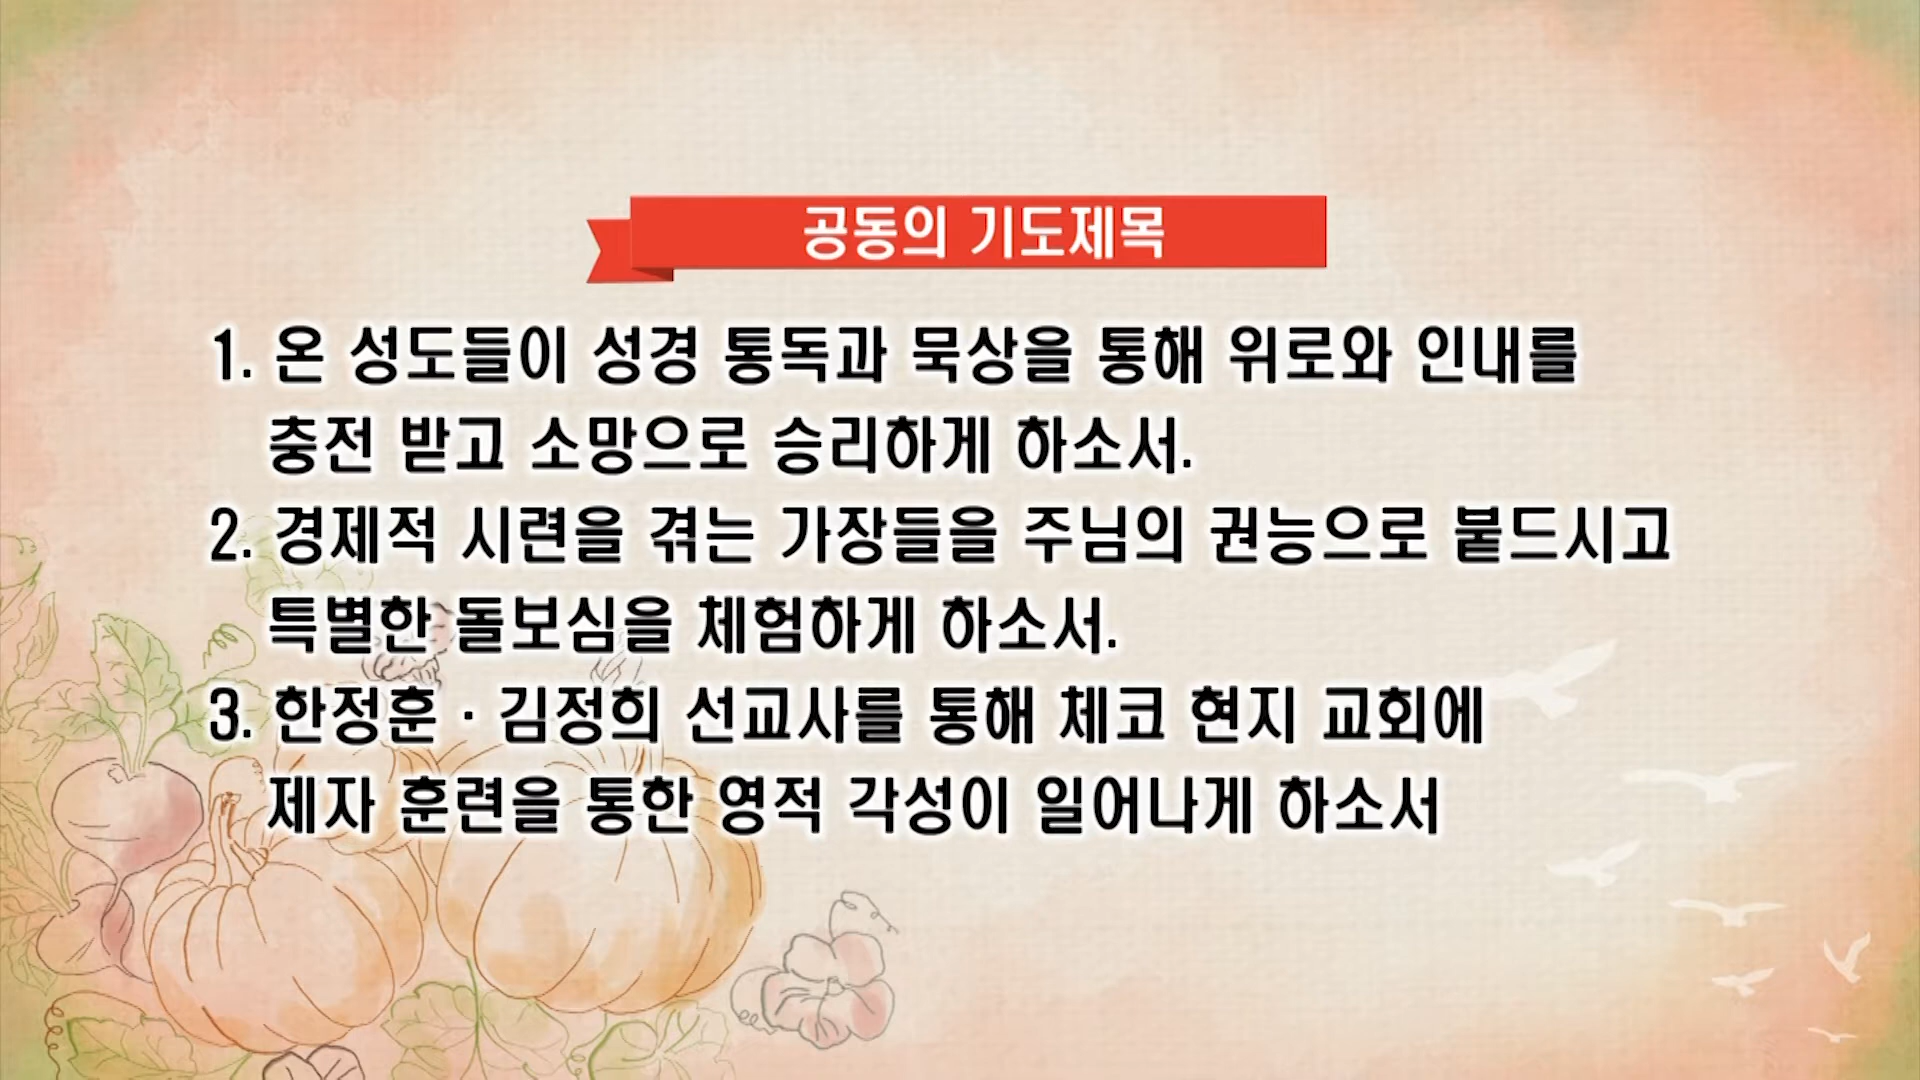 공동의 기도제목
1. 온 성도들이 성경 통독과 묵상을 통해 위로와 인내를
충전 받고 소망으로 승리하게 하소서.
2. 경제적 시련을 겪는 가장들을 주님의 권능으로 붙드시고
특별한 돌보심을 체험하게 하소서.
3. 한정훈 · 김정희 선교사를 통해 체코 현지 교회에
제자 훈련을 통한 영적 각성이 일어나게 하소서